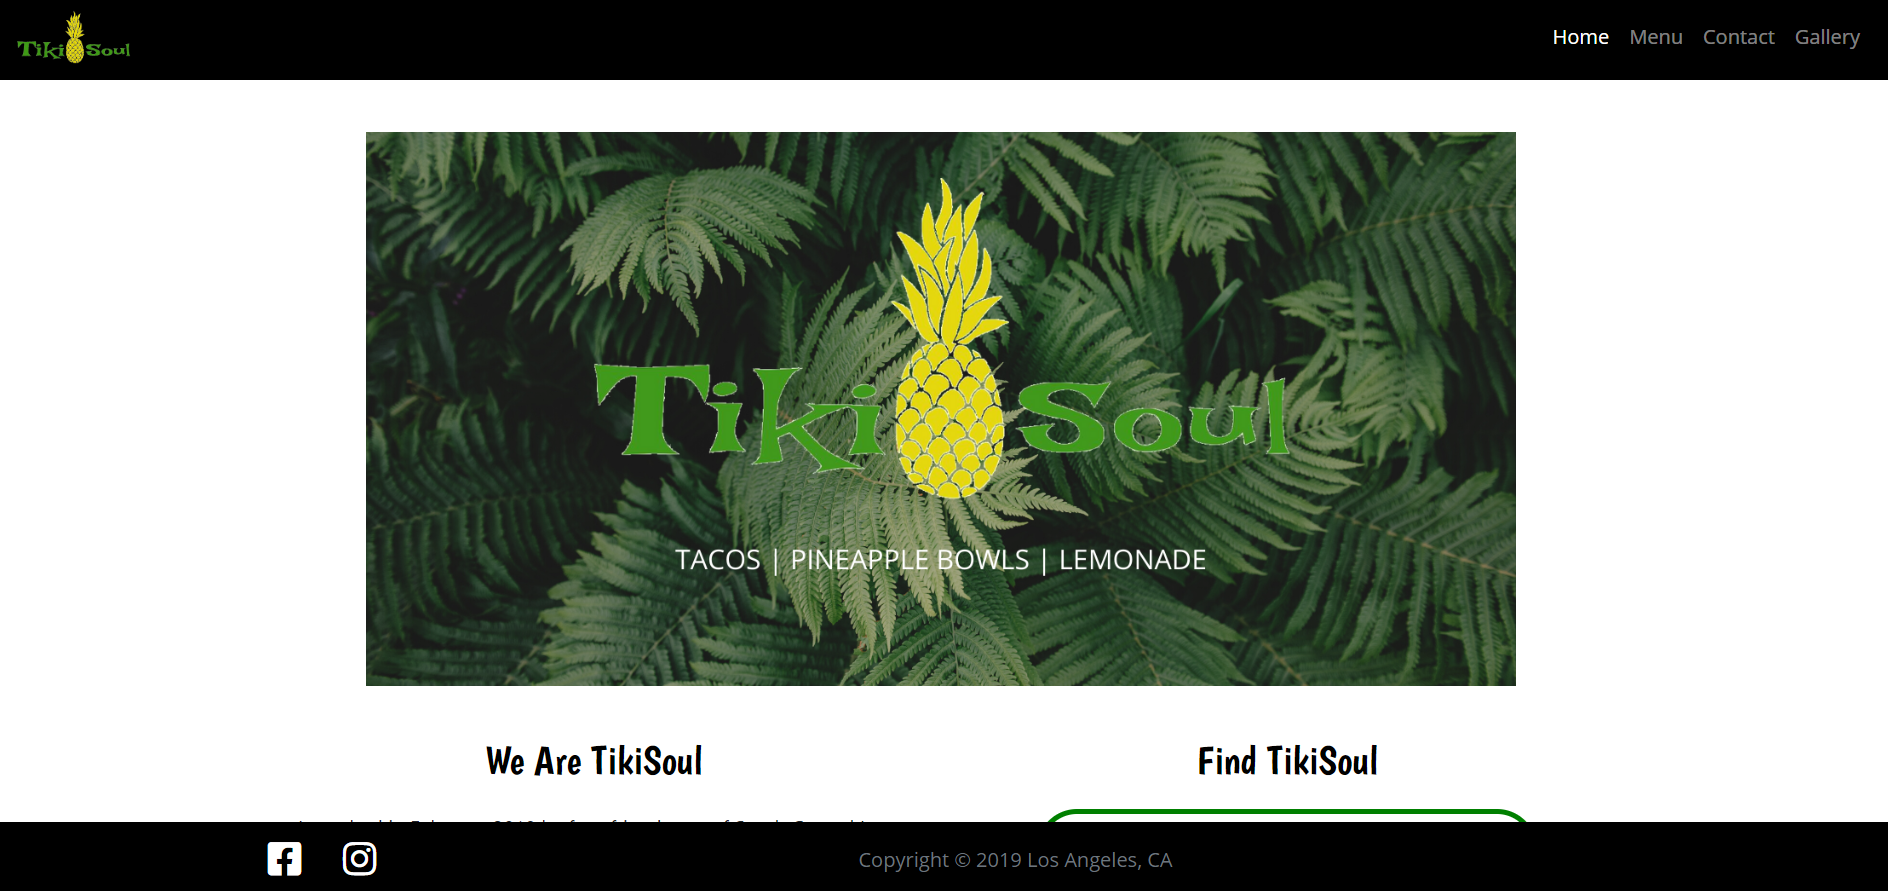 Tiki Soul
Home Menu Contact Gallery
Tiki Soul
TACOS | PINEAPPLE BOWLS | LEMONADE
We Are TikiSoul
Find TikiSoul
Copyright © 2019 Los Angeles, CA